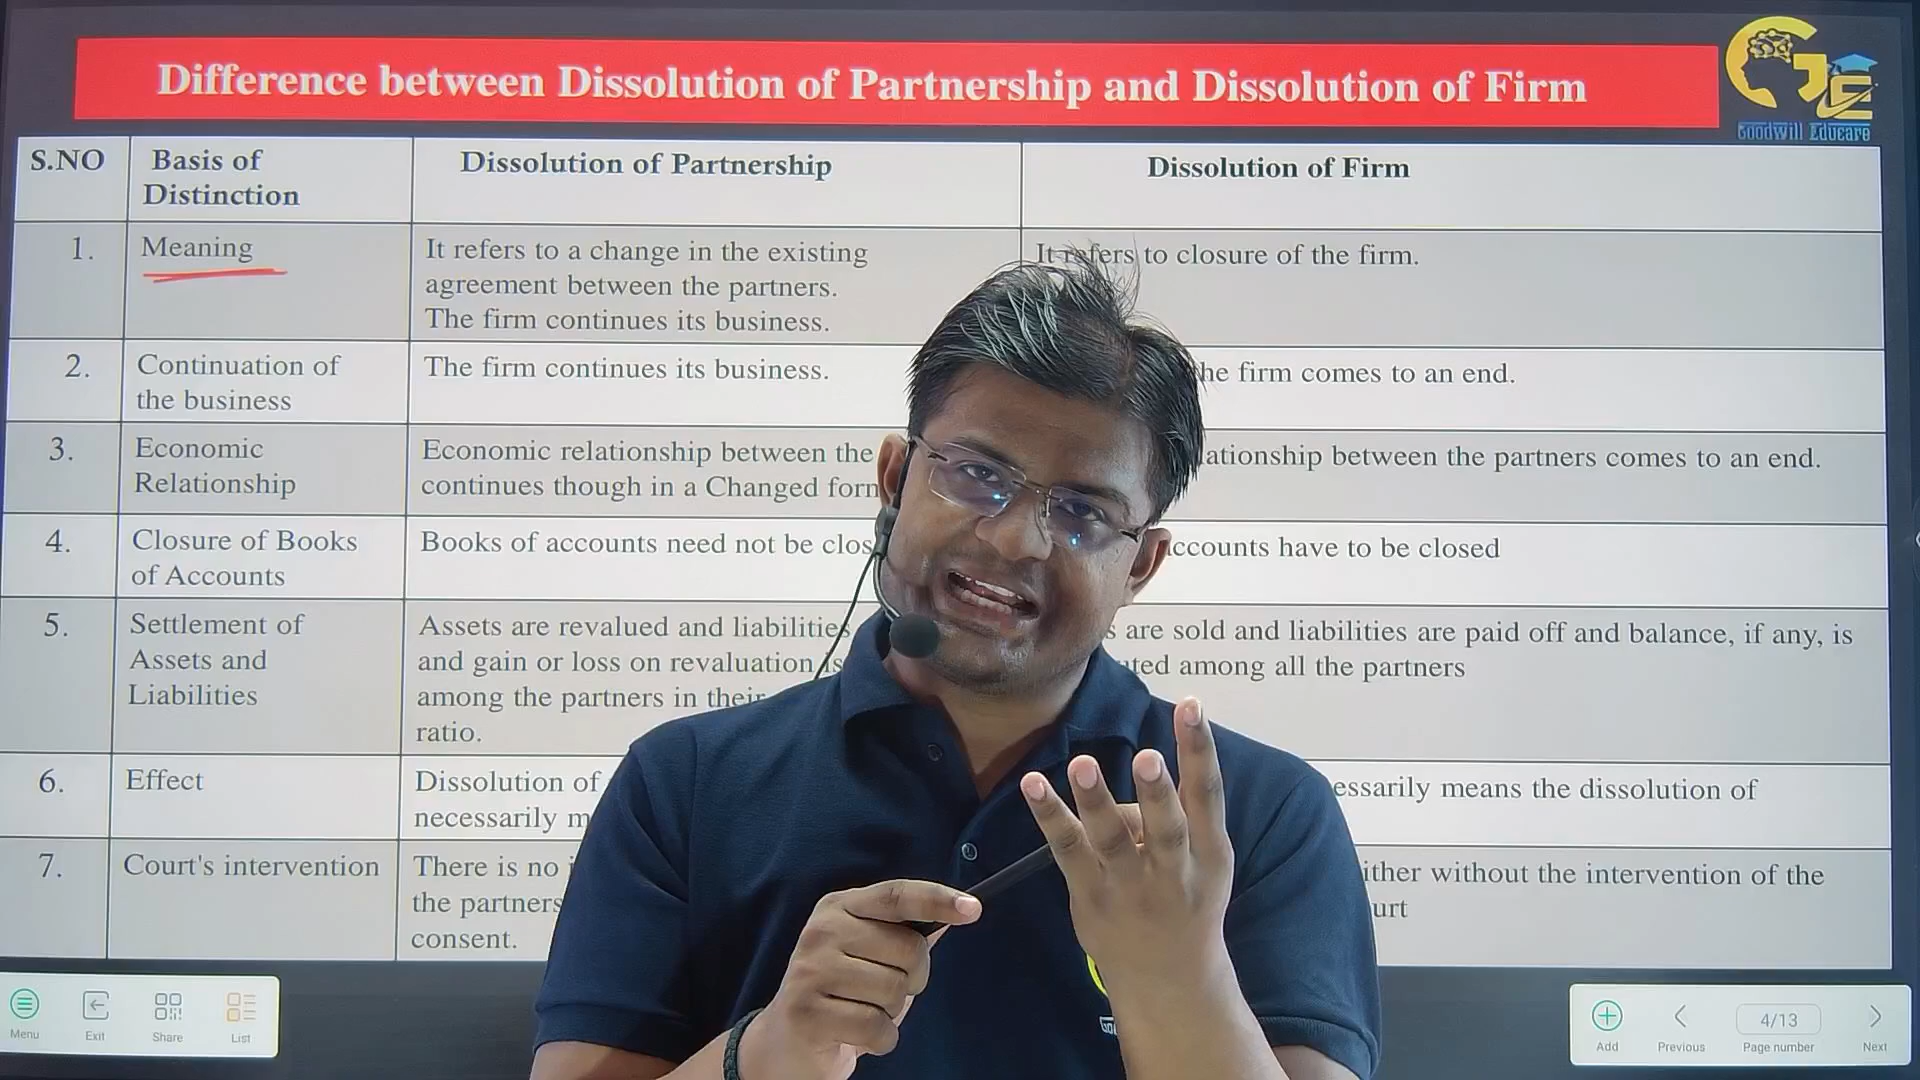 Difference between Dissolution of Partnership and Dissolution of Firm
Goodwill Educare
S.NO
Basis of
Distinction
Dissolution of Partnership
Dissolution of Firm
1.
Meaning
It refers to a change in the existing
agreement between the partners.
The firm continues its business.
It refers to closure of the firm.
2.
Continuation of
the business
The firm continues its business.
he firm comes to an end.
3.
Economic
Relationship
Economic relationship between the
continues though in a Changed form
ationship between the partners comes to an end.
4.
Closure of Books
of Accounts
Books of accounts need not be clos
ccounts have to be closed
5.
Settlement of
Assets and
Liabilities
Assets are revalued and liabilities
and gain or loss on revaluation is
among the partners in their
ratio.
s are sold and liabilities are paid off and balance, if any, is
uted among all the partners
6.
Effect
Dissolution of
necessarily m
essarily means the dissolution of
7.
Court's intervention
There is no
the partners
consent.
ither without the intervention of the
urt
Menu
Exit
Share
List
Add
Previous
4/13
Page number
Next